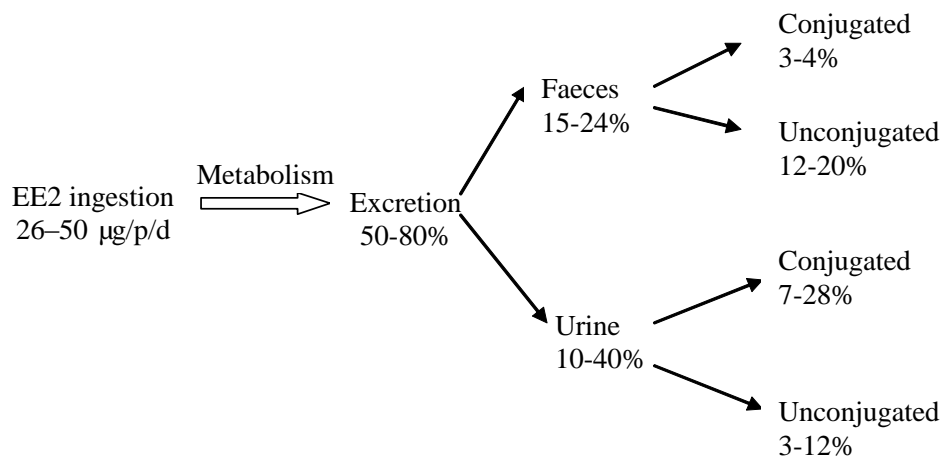 EE2 ingestion
26–50 µg/p/d
Metabolism
Excretion
50-80%
Faeces
15-24%
Conjugated
3-4%
Unconjugated
12-20%
Urine
10-40%
Conjugated
7-28%
Unconjugated
3-12%